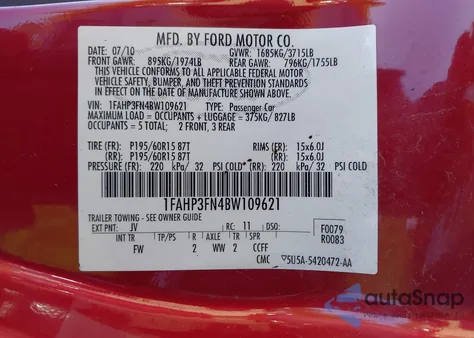 MFD. BY FORD MOTOR CO.
DATE: 07/10 GVWR: 1685KG/3715LB
FRONT GAWR: 895KG/1974LB REAR GAWR: 796KG/1755LB
THIS VEHICLE CONFORMS TO ALL APPLICABLE FEDERAL MOTOR
VEHICLE SAFETY, BUMPER, AND THEFT PREVENTION STANDARDS
IN EFFECT ON THE DATE OF MANUFACTURE SHOWN ABOVE.
VIN: 1FAHP3FN4BW109621 TYPE: Passenger Car
MAXIMUM LOAD = OCCUPANTS + LUGGAGE = 375KG/ 827LB
OCCUPANTS = 5 TOTAL: 2 FRONT, 3 REAR
TIRE (FR): P195/60R15 87T RIMS (FR): 15x6.0J
(RR): P195/60R15 87T (RR): 15x6.0J
PRESSURE (FR) 220 kPa/ 32 PSI COLD (RR) 220 kPa/ 32 PSI COLD
1FAHP3FN4BW109621
TRAILER TOWING - SEE OWNER GUIDE
EXT PNT: JV RC: 11 DSO: F0079
INT TR TP/PS R AXLE TR SPR R0083
FW 2 WW 2 CCFF
CMC ▽5U5A-5420472-AA
autoSnap